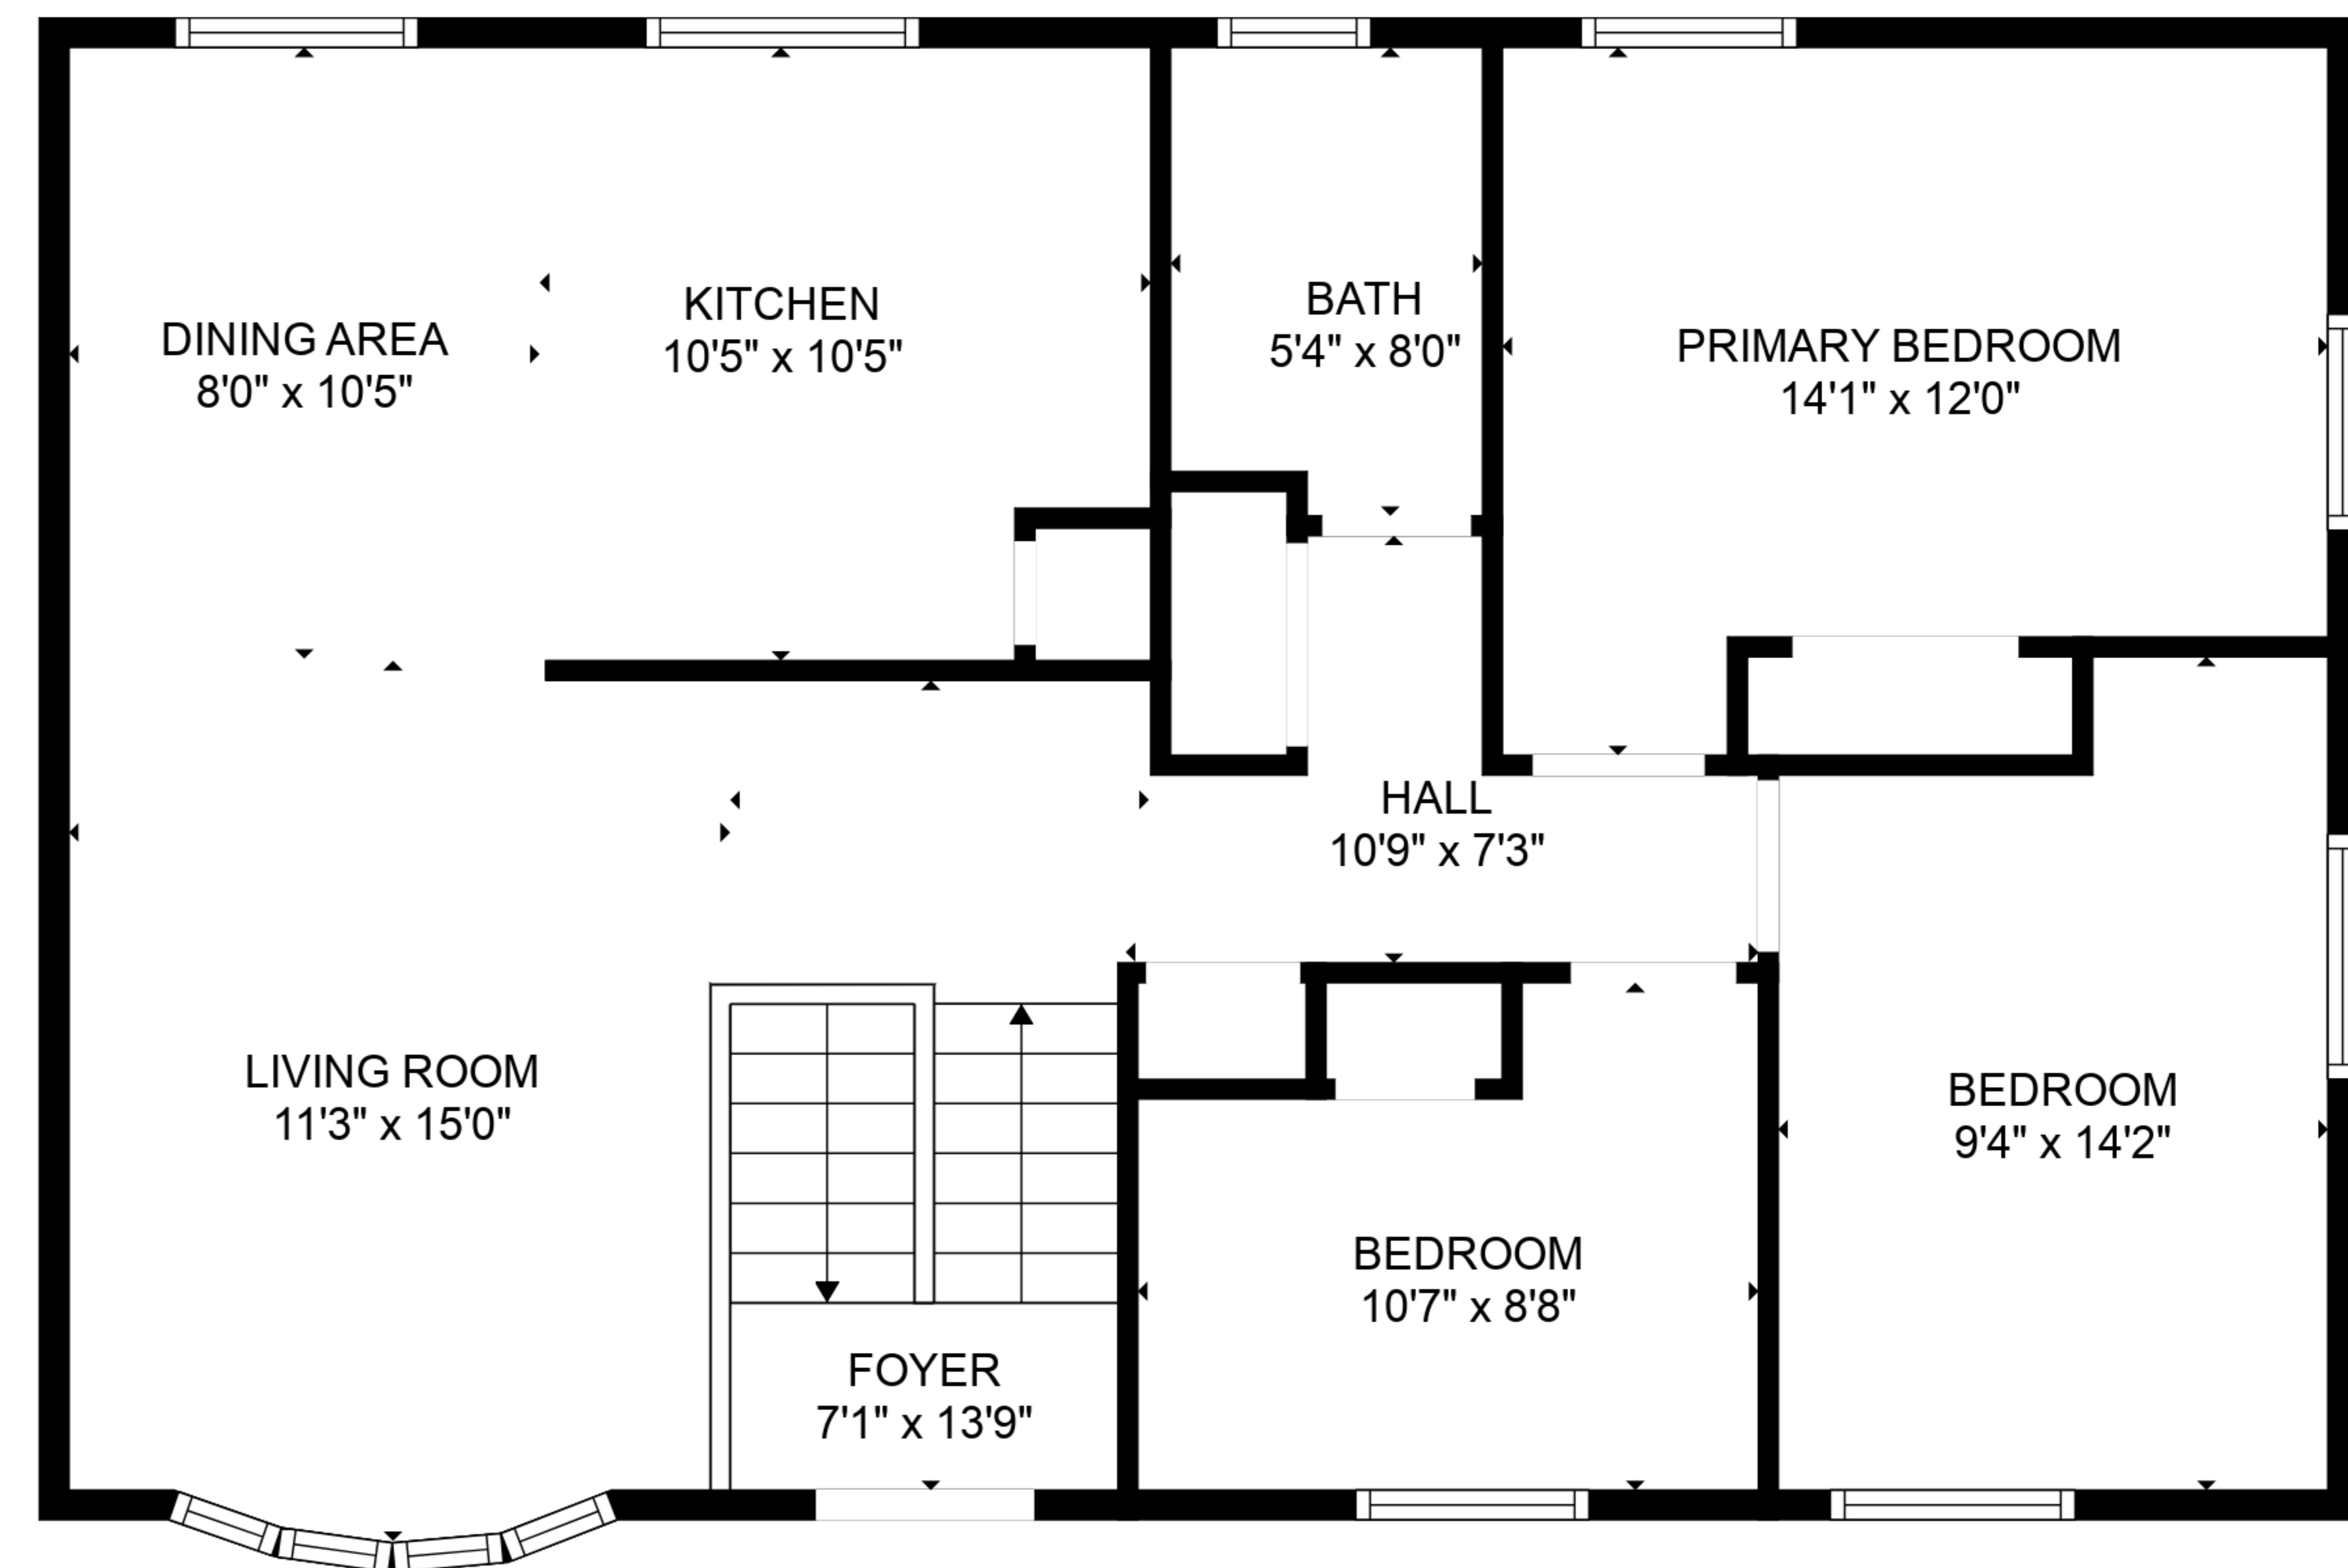 DINING AREA
8'0" x 10'5"
KITCHEN
10'5" x 10'5"
BATH
5'4" x 8'0"
PRIMARY BEDROOM
14'1" x 12'0"
HALL
10'9" x 7'3"
LIVING ROOM
11'3" x 15'0"
BEDROOM
9'4" x 14'2"
BEDROOM
10'7" x 8'8"
FOYER
7'1" x 13'9"